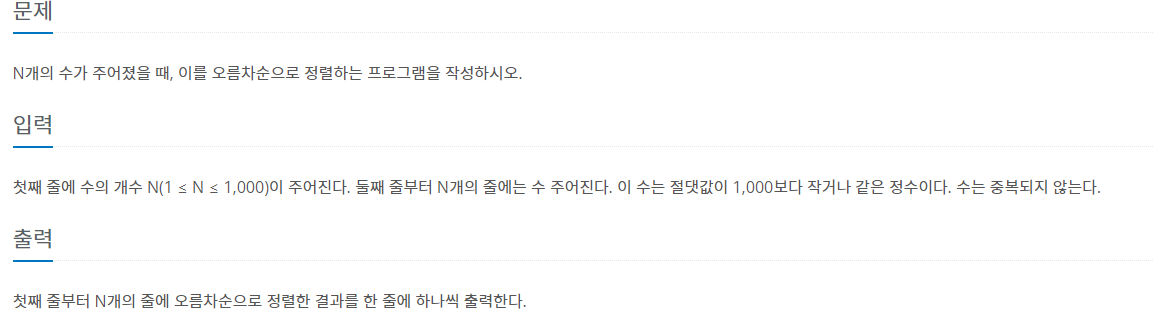 문제
N개의 수가 주어졌을 때, 이를 오름차순으로 정렬하는 프로그램을 작성하시오.
입력
첫째 줄에 수의 개수 N(1 ≤ N ≤ 1,000)이 주어진다. 둘째 줄부터 N개의 줄에는 수 주어진다. 이 수는 절댓값이 1,000보다 작거나 같은 정수이다. 수는 중복되지 않는다.
출력
첫째 줄부터 N개의 줄에 오름차순으로 정렬한 결과를 한 줄에 하나씩 출력한다.